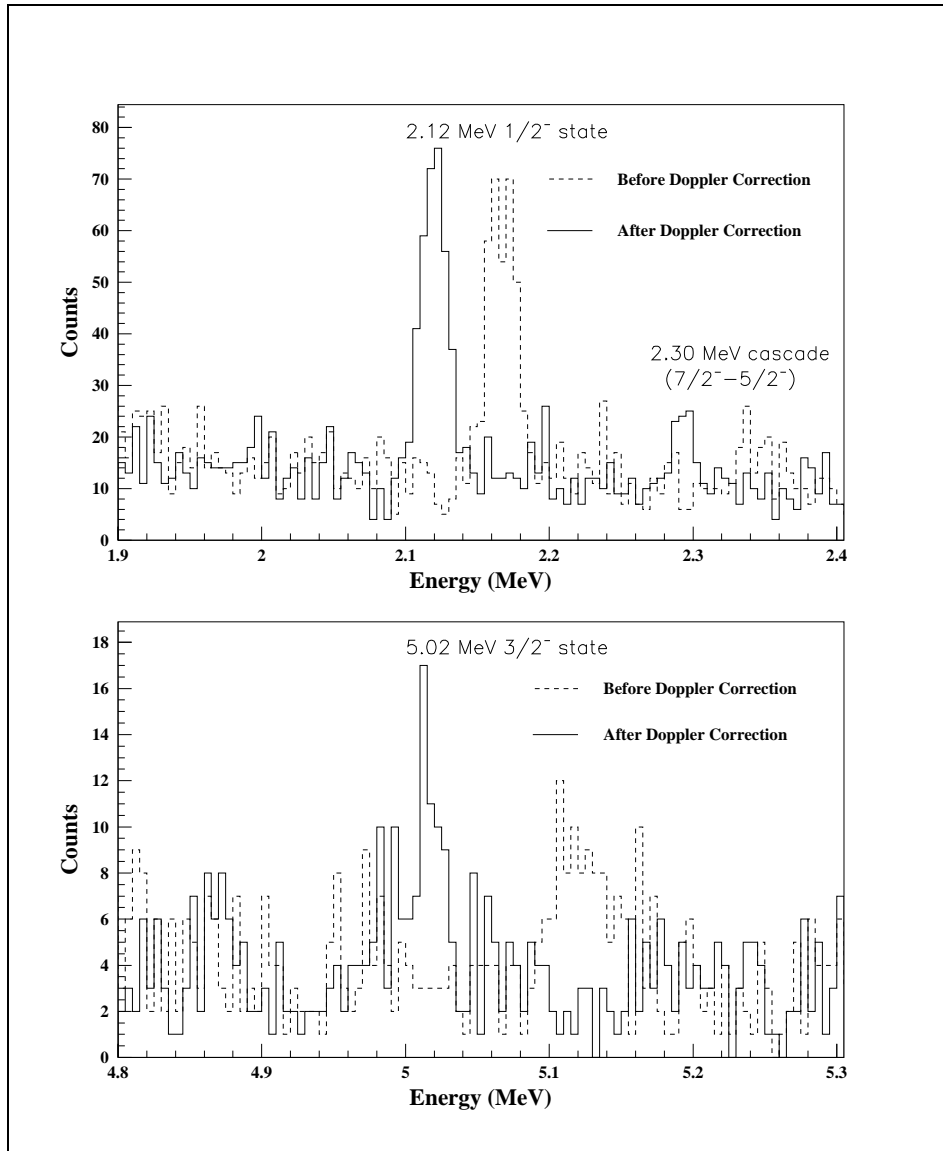 80
70
60
50
40
30
20
10
0
Counts
2.12 MeV 1/2⁻ state
Before Doppler Correction
After Doppler Correction
2.30 MeV cascade
(7/2⁻−5/2⁻)
1.9 2 2.1 2.2 2.3 2.4
Energy (MeV)
18
16
14
12
10
8
6
4
2
0
Counts
5.02 MeV 3/2⁻ state
Before Doppler Correction
After Doppler Correction
4.8 4.9 5 5.1 5.2 5.3
Energy (MeV)